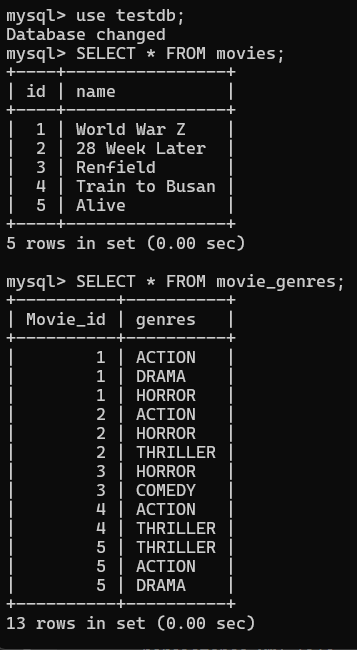 mysql> use testdb;
Database changed
mysql> SELECT * FROM movies;
+----+----------------+
| id | name           |
+----+----------------+
|  1 | World War Z    |
|  2 | 28 Week Later  |
|  3 | Renfield       |
|  4 | Train to Busan |
|  5 | Alive          |
+----+----------------+
5 rows in set (0.00 sec)

mysql> SELECT * FROM movie_genres;
+----------+----------+
| Movie_id | genres   |
+----------+----------+
|        1 | ACTION   |
|        1 | DRAMA    |
|        1 | HORROR   |
|        2 | ACTION   |
|        2 | HORROR   |
|        2 | THRILLER |
|        3 | HORROR   |
|        3 | COMEDY   |
|        4 | ACTION   |
|        4 | THRILLER |
|        5 | THRILLER |
|        5 | ACTION   |
|        5 | DRAMA    |
+----------+----------+
13 rows in set (0.00 sec)